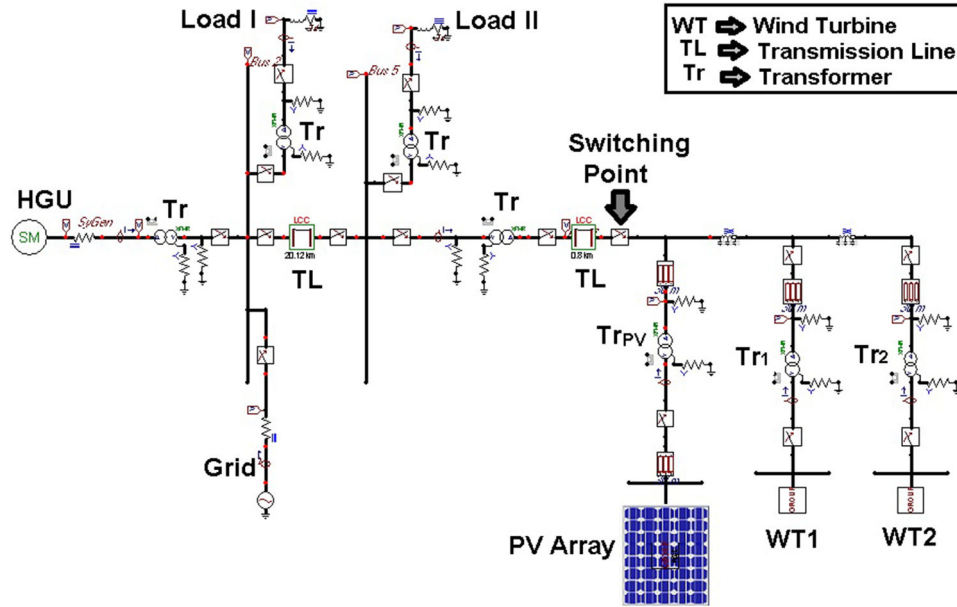 Load I
Load II
WT Wind Turbine
TL Transmission Line
Tr Transformer
Bus 2
Bus 5
Tr
Tr
Switching
Point
HGU
SM
SyGen
Tr
LCC
20.12 km
TL
Tr
LCC
0.8 km
TL
TrPV
Tr1
Tr2
Grid
PV Array
WT1
WT2